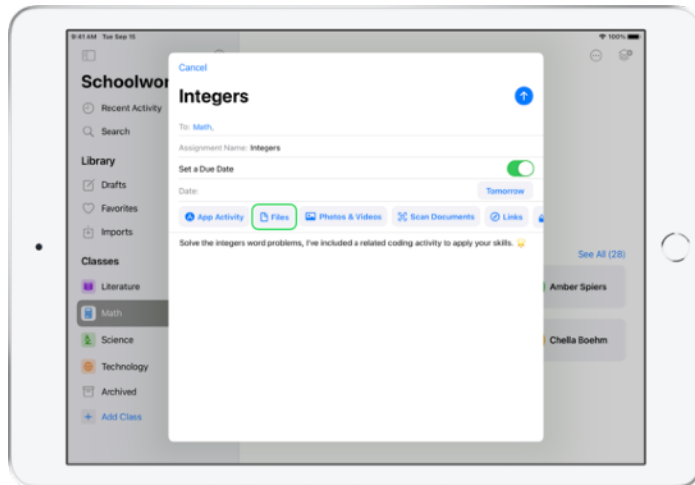 9:41 AM Tue Sep 15
100%
Cancel
Schoolwor
Integers
Recent Activity
To: Math,
Search
Assignment Name: Integers
Library
Set a Due Date
Drafts
Date: Tomorrow
Favorites
App Activity Files Photos & Videos Scan Documents Links
Imports
Solve the integers word problems, I've included a related coding activity to apply your skills.
Classes
See All (28)
Literature
Amber Spiers
Math
Science
Chella Boehm
Technology
Archived
Add Class